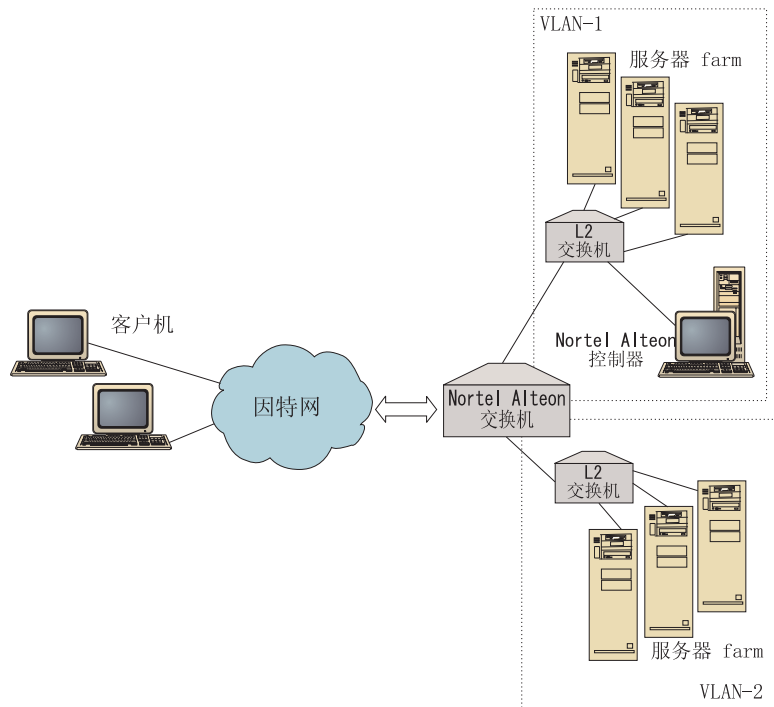 VLAN-1
服务器 farm
L2
交换机
客户机
Nortel Alteon
控制器
因特网
Nortel Alteon
交换机
L2
交换机
服务器 farm
VLAN-2